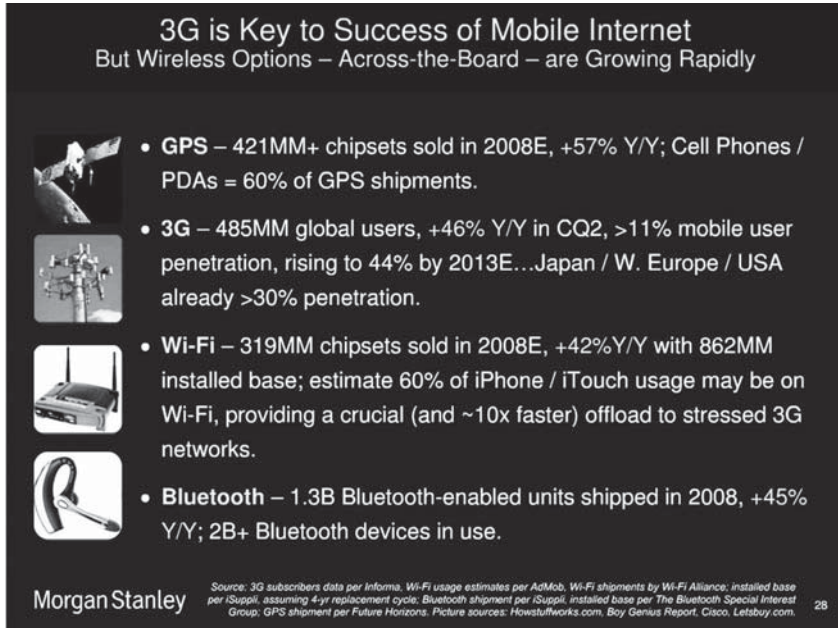 3G is Key to Success of Mobile Internet
But Wireless Options – Across-the-Board – are Growing Rapidly
• GPS – 421MM+ chipsets sold in 2008E, +57% Y/Y; Cell Phones /
PDAs = 60% of GPS shipments.
• 3G – 485MM global users, +46% Y/Y in CQ2, >11% mobile user
penetration, rising to 44% by 2013E…Japan / W. Europe / USA
already >30% penetration.
• Wi-Fi – 319MM chipsets sold in 2008E, +42%Y/Y with 862MM
installed base; estimate 60% of iPhone / iTouch usage may be on
Wi-Fi, providing a crucial (and ~10x faster) offload to stressed 3G
networks.
• Bluetooth – 1.3B Bluetooth-enabled units shipped in 2008, +45%
Y/Y; 2B+ Bluetooth devices in use.
Morgan Stanley
Source: 3G subscribers data per Informa, Wi-Fi usage estimates per AdMob, Wi-Fi shipments by Wi-Fi Alliance; installed base
per iSuppli, assuming 4-yr replacement cycle; Bluetooth shipment per iSuppli, installed base per The Bluetooth Special Interest
Group; GPS shipment per Future Horizons. Picture sources: Howstuffworks.com, Boy Genius Report, Cisco, Letsbuy.com.
28